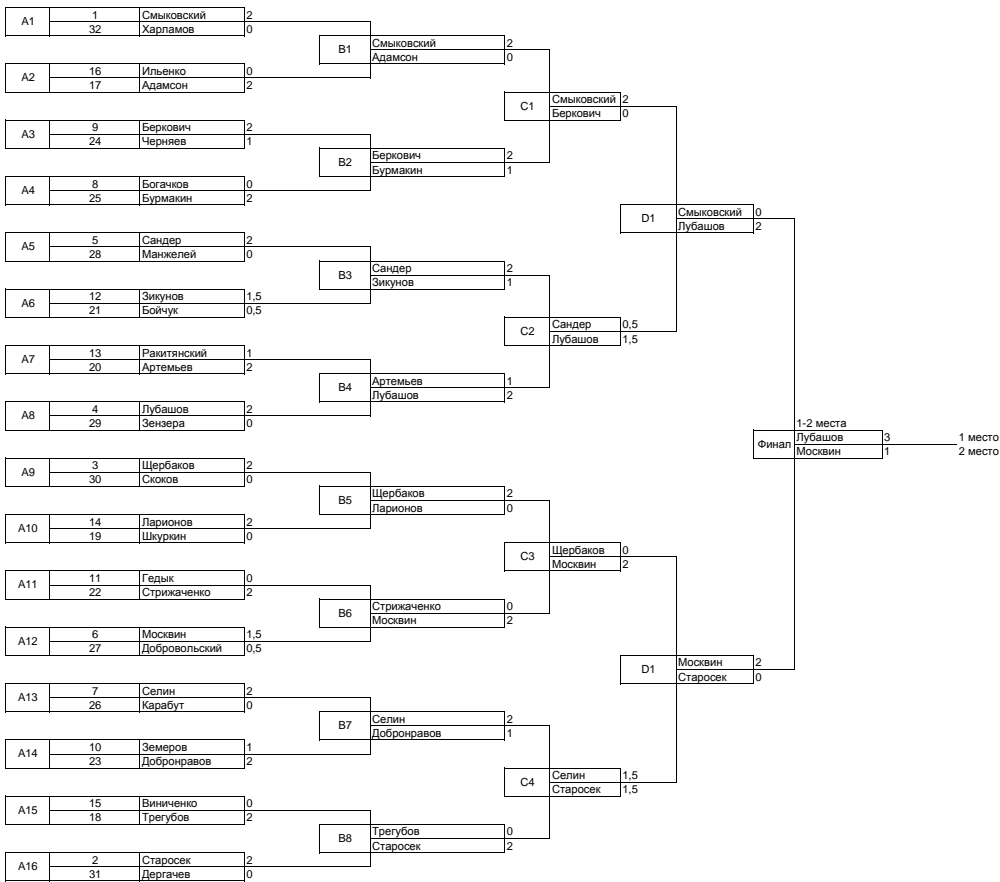 A1 1 Смыковский 2
32 Харламов 0
A2 16 Ильенко 0
17 Адамсон 2
A3 9 Беркович 2
24 Черняев 1
A4 8 Богачков 0
25 Бурмакин 2
A5 5 Сандер 2
28 Манжелей 0
A6 12 Зикунов 1,5
21 Бойчук 0,5
A7 13 Ракитянский 1
20 Артемьев 2
A8 4 Лубашов 2
29 Зензера 0
A9 3 Щербаков 2
30 Скоков 0
A10 14 Ларионов 2
19 Шкуркин 0
A11 11 Гедык 0
22 Стрижаченко 2
A12 6 Москвин 1,5
27 Добровольский 0,5
A13 7 Селин 2
26 Карабут 0
A14 10 Земеров 1
23 Добронравов 2
A15 15 Виниченко 0
18 Трегубов 2
A16 2 Старосек 2
31 Дергачев 0
B1 Смыковский 2
Адамсон 0
B2 Беркович 2
Бурмакин 1
B3 Сандер 2
Зикунов 1
B4 Артемьев 1
Лубашов 2
B5 Щербаков 2
Ларионов 0
B6 Стрижаченко 0
Москвин 2
B7 Селин 2
Добронравов 1
B8 Трегубов 0
Старосек 2
C1 Смыковский 2
Беркович 0
C2 Сандер 0,5
Лубашов 1,5
C3 Щербаков 0
Москвин 2
C4 Селин 1,5
Старосек 1,5
D1 Смыковский 0
Лубашов 2
D1 Москвин 2
Старосек 0
1-2 места
Финал Лубашов 3 1 место
Москвин 1 2 место